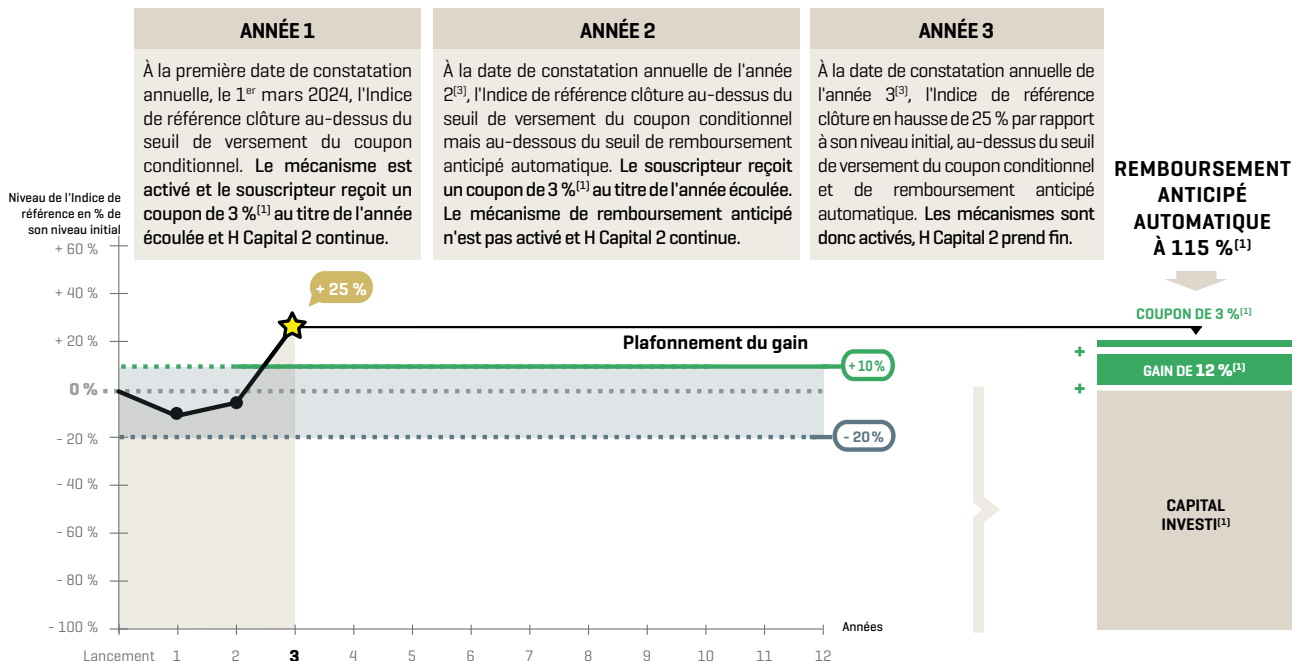 ANNÉE 1
À la première date de constatation
annuelle, le 1er mars 2024, l'Indice
de référence clôture au-dessus du
seuil de versement du coupon
conditionnel. Le mécanisme est
activé et le souscripteur reçoit un
coupon de 3 %(1) au titre de l'année
écoulée et H Capital 2 continue.
ANNÉE 2
À la date de constatation annuelle de l'année
2(3), l'Indice de référence clôture au-dessus du
seuil de versement du coupon conditionnel
mais au-dessous du seuil de remboursement
anticipé automatique. Le souscripteur reçoit
un coupon de 3 %(1) au titre de l'année écoulée.
Le mécanisme de remboursement anticipé
n'est pas activé et H Capital 2 continue.
ANNÉE 3
À la date de constatation annuelle de
l'année 3(3), l'Indice de référence
clôture en hausse de 25 % par rapport
à son niveau initial, au-dessus du seuil
de versement du coupon conditionnel
et de remboursement anticipé
automatique. Les mécanismes sont
donc activés, H Capital 2 prend fin.
REMBOURSEMENT
ANTICIPÉ
AUTOMATIQUE
À 115 %(1)
Niveau de l'Indice de
référence en % de
son niveau initial
+ 60 %
+ 40 %
+ 20 %
0 %
- 20 %
- 40 %
- 60 %
- 80 %
- 100 %
+ 25 %
Plafonnement du gain
+ 10 %
- 20 %
COUPON DE 3 %(1)
+
GAIN DE 12 %(1)
+
CAPITAL
INVESTI(1)
Années
Lancement 1 2 3 4 5 6 7 8 9 10 11 12